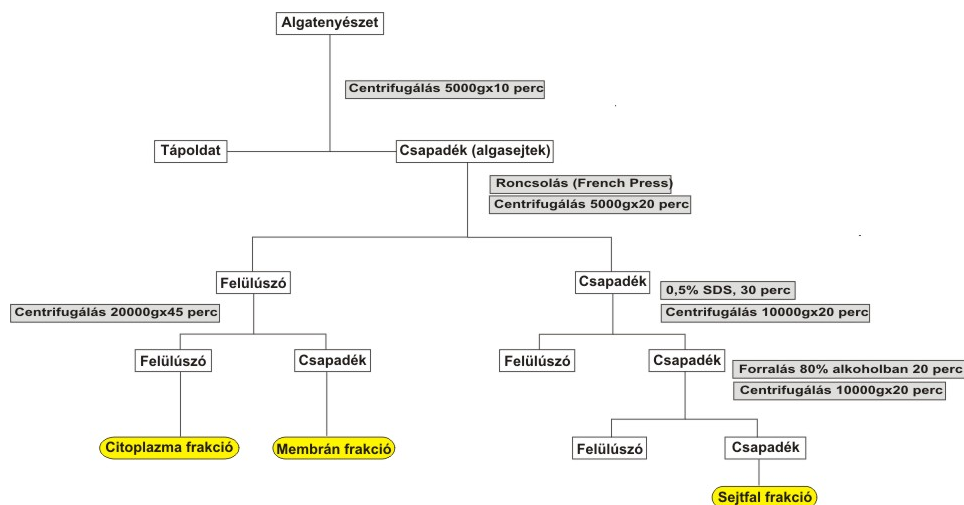 Algatenyészet
Centrifugálás 5000gx10 perc
Tápoldat
Csapadék (algasejtek)
Roncsolás (French Press)
Centrifugálás 5000gx20 perc
Felülúszó
Csapadék
0,5% SDS, 30 perc
Centrifugálás 20000gx45 perc
Centrifugálás 10000gx20 perc
Felülúszó
Csapadék
Felülúszó
Csapadék
Forralás 80% alkoholban 20 perc
Centrifugálás 10000gx20 perc
Citoplazma frakció
Membrán frakció
Felülúszó
Csapadék
Sejtfal frakció